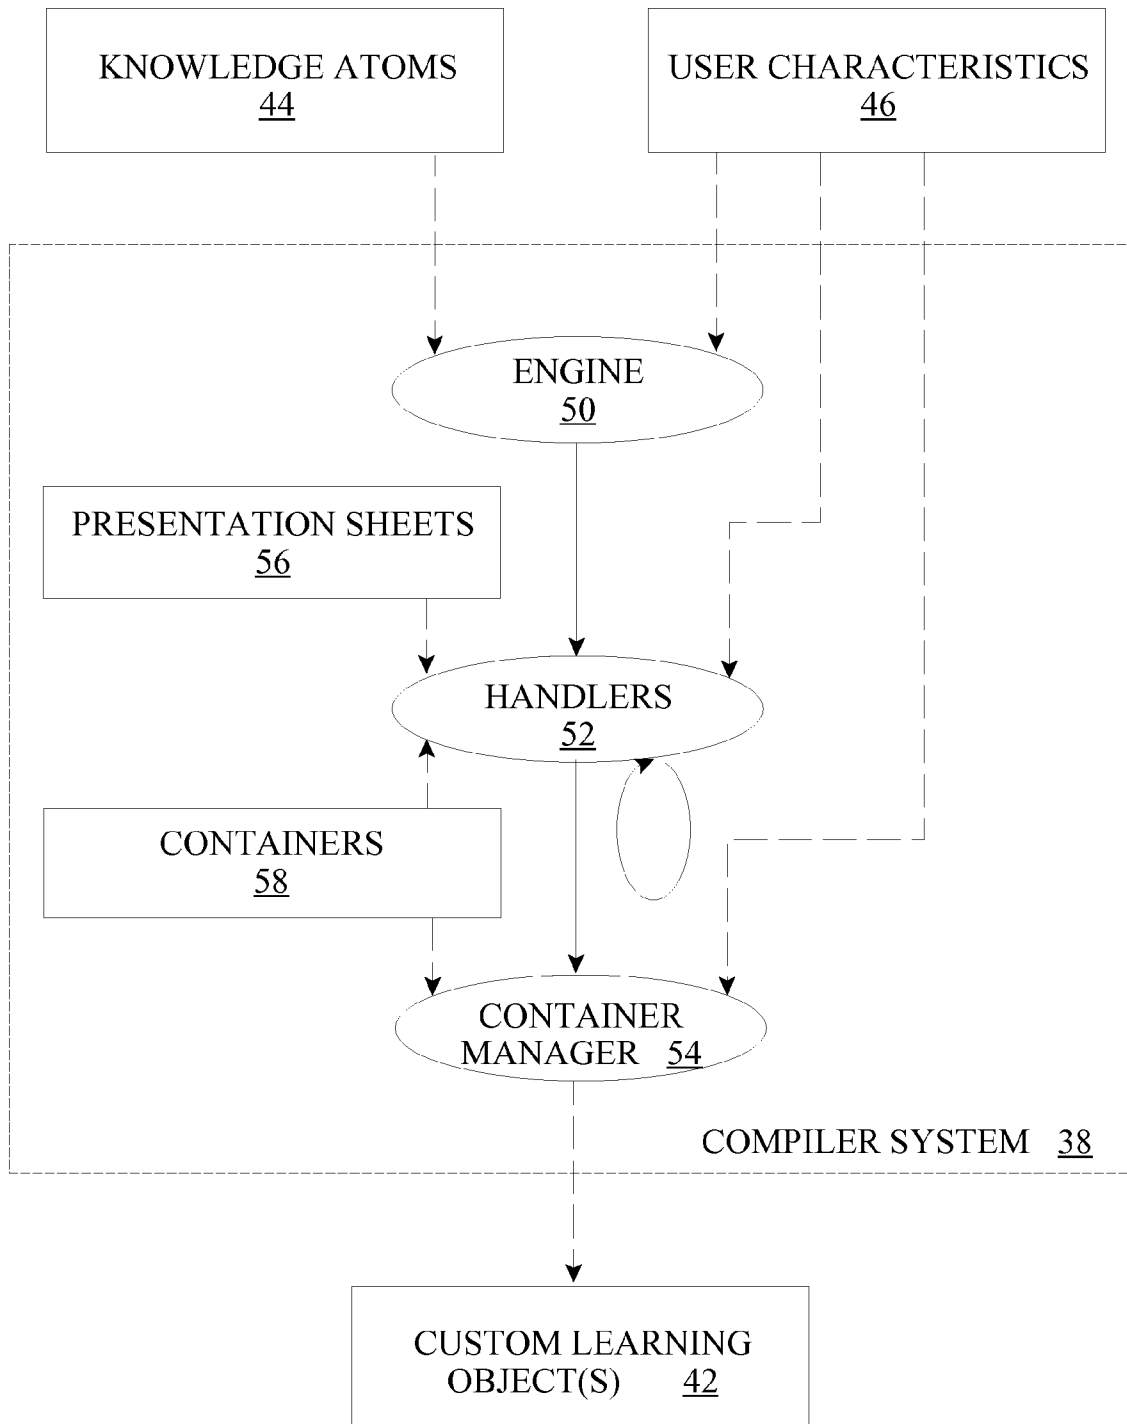 KNOWLEDGE ATOMS
44
USER CHARACTERISTICS
46
ENGINE
50
PRESENTATION SHEETS
56
HANDLERS
52
CONTAINERS
58
CONTAINER
MANAGER 54
COMPILER SYSTEM 38
CUSTOM LEARNING
OBJECT(S) 42